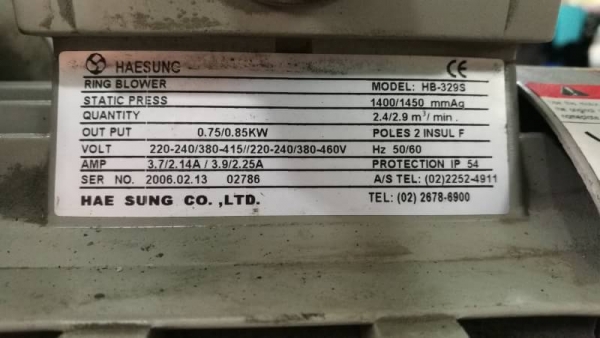 HAESUNG CE
RING BLOWER MODEL: HB-329S
STATIC PRESS 1400/1450 mmAq
QUANTITY 2.4/2.9 m³/min.
OUT PUT 0.75/0.85KW POLES 2 INSUL F
VOLT 220-240/380-415//220-240/380-460V Hz 50/60
AMP 3.7/2.14A / 3.9/2.25A PROTECTION IP 54
SER NO. 2006.02.13 02786 A/S TEL: (02)2252-4911
HAE SUNG CO.,LTD. TEL: (02) 2678-6900